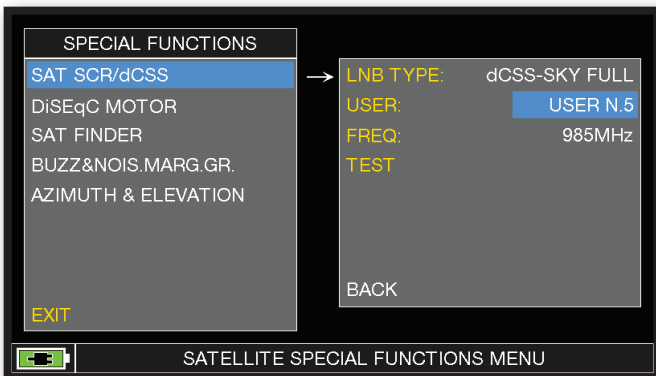 SPECIAL FUNCTIONS
SAT SCR/dCSS
DiSEqC MOTOR
SAT FINDER
BUZZ&NOIS.MARG.GR.
AZIMUTH & ELEVATION
EXIT
→ LNB TYPE: dCSS-SKY FULL
USER: USER N.5
FREQ: 985MHz
TEST
BACK
SATELLITE SPECIAL FUNCTIONS MENU